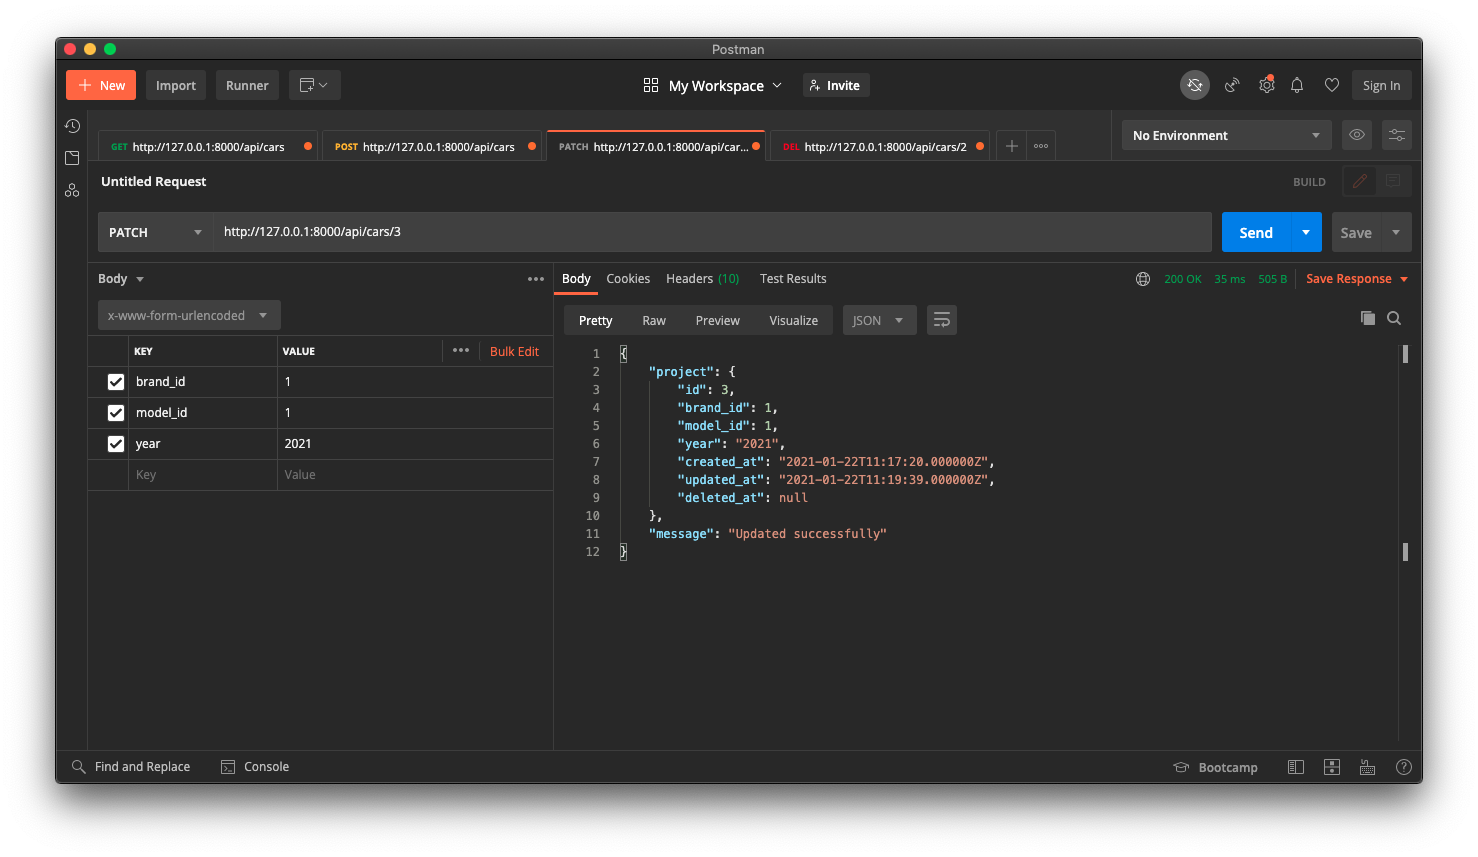 Postman
New
Import
Runner
My Workspace
Invite
Sign In
GET http://127.0.0.1:8000/api/cars
POST http://127.0.0.1:8000/api/cars
PATCH http://127.0.0.1:8000/api/car...
DEL http://127.0.0.1:8000/api/cars/2
No Environment
Untitled Request
BUILD
PATCH
http://127.0.0.1:8000/api/cars/3
Send
Save
Body
x-www-form-urlencoded
KEY VALUE Bulk Edit
brand_id 1
model_id 1
year 2021
Key Value
Body Cookies Headers (10) Test Results
200 OK 35 ms 505 B Save Response
Pretty Raw Preview Visualize JSON
1 {
2 "project": {
3 "id": 3,
4 "brand_id": 1,
5 "model_id": 1,
6 "year": "2021",
7 "created_at": "2021-01-22T11:17:20.000000Z",
8 "updated_at": "2021-01-22T11:19:39.000000Z",
9 "deleted_at": null
10 },
11 "message": "Updated successfully"
12 }
Find and Replace
Console
Bootcamp